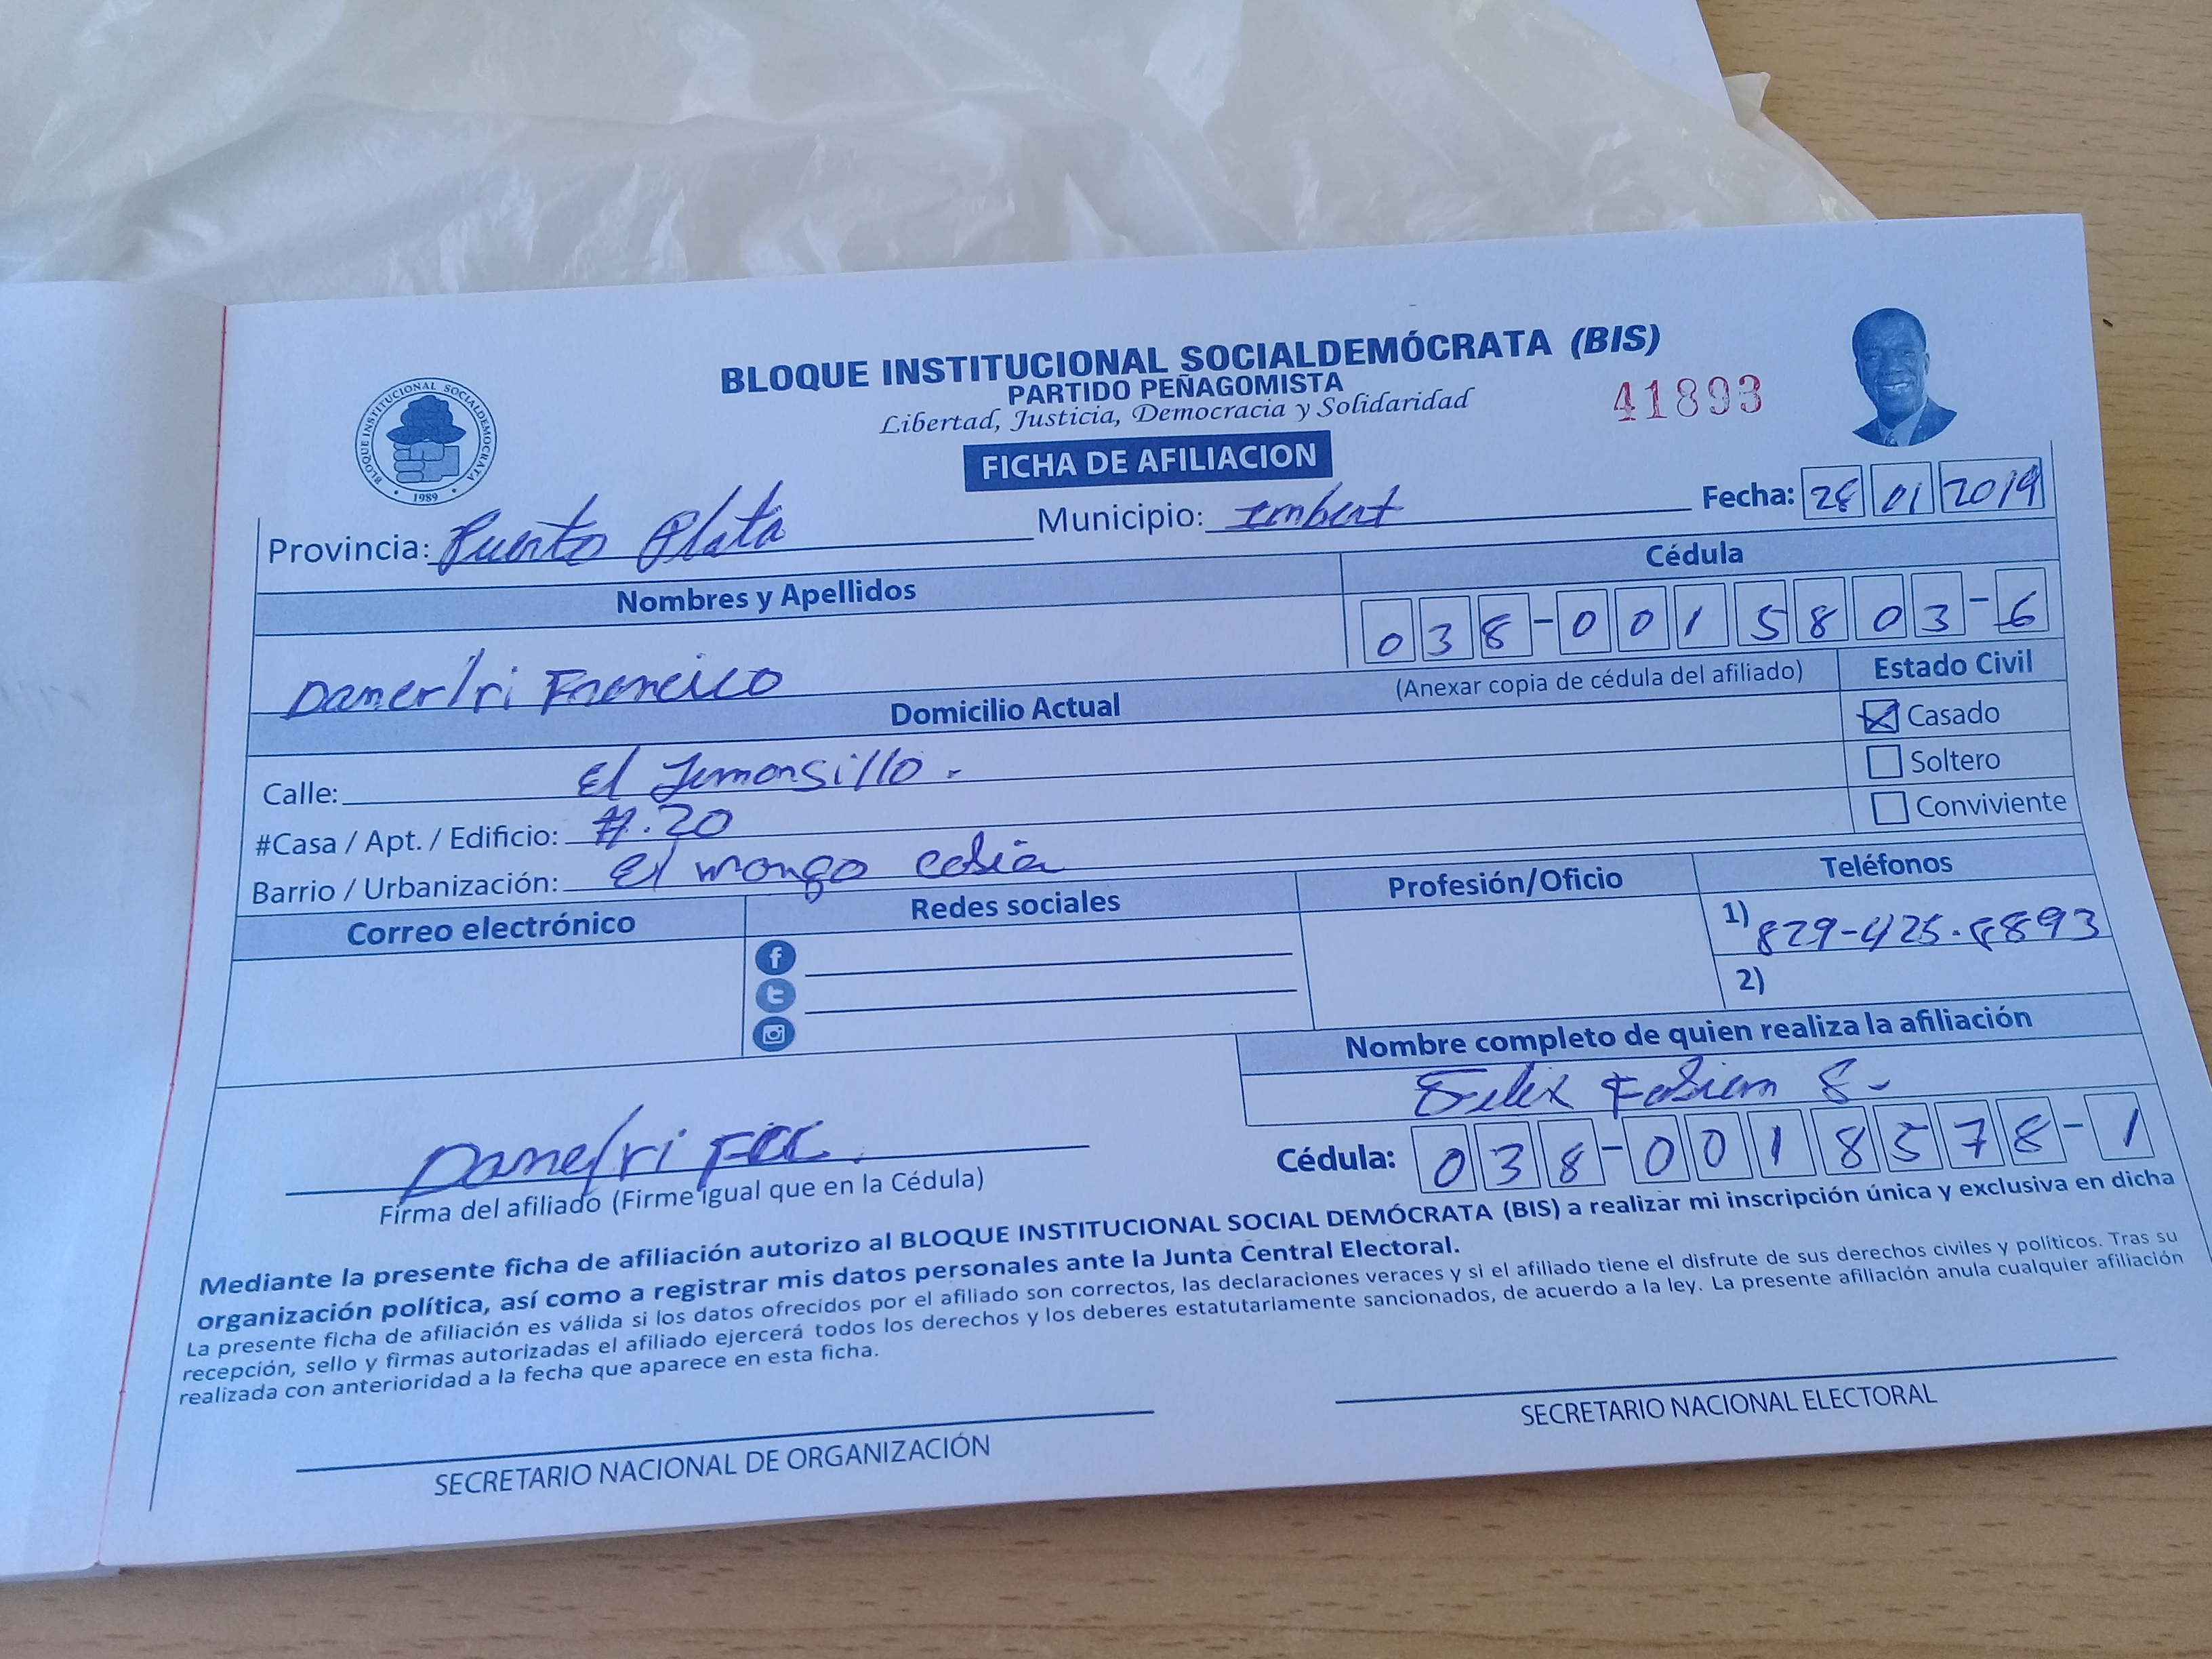 BLOQUE INSTITUCIONAL SOCIALDEMÓCRATA (BIS)
PARTIDO PEÑAGOMISTA
Libertad, Justicia, Democracia y Solidaridad
41893
BLOQUE INSTITUCIONAL SOCIALDEMOCRATA
1989
FICHA DE AFILIACION
Provincia: Puerto Plata Municipio: Imbert Fecha: 28 01 2019
Nombres y Apellidos Cédula
038-0015803-6
Francisco
(Anexar copia de cédula del afiliado) Estado Civil
Domicilio Actual
Casado
Calle: El
Soltero
#Casa / Apt. / Edificio: #.20
Conviviente
Barrio / Urbanización: El mango
Correo electrónico Redes sociales Profesión/Oficio Teléfonos
1) 829-425-8893
2)
Nombre completo de quien realiza la afiliación
Felix Fabian S.
Cédula: 038-0018578-1
Firma del afiliado (Firme igual que en la Cédula)
Mediante la presente ficha de afiliación autorizo al BLOQUE INSTITUCIONAL SOCIAL DEMÓCRATA (BIS) a realizar mi inscripción única y exclusiva en dicha
organización política, así como a registrar mis datos personales ante la Junta Central Electoral.
La presente ficha de afiliación es válida si los datos ofrecidos por el afiliado son correctos, las declaraciones veraces y si el afiliado tiene el disfrute de sus derechos civiles y políticos. Tras su
recepción, sello y firmas autorizadas el afiliado ejercerá todos los derechos y los deberes estatutariamente sancionados, de acuerdo a la ley. La presente afiliación anula cualquier afiliación
realizada con anterioridad a la fecha que aparece en esta ficha.
SECRETARIO NACIONAL DE ORGANIZACIÓN
SECRETARIO NACIONAL ELECTORAL